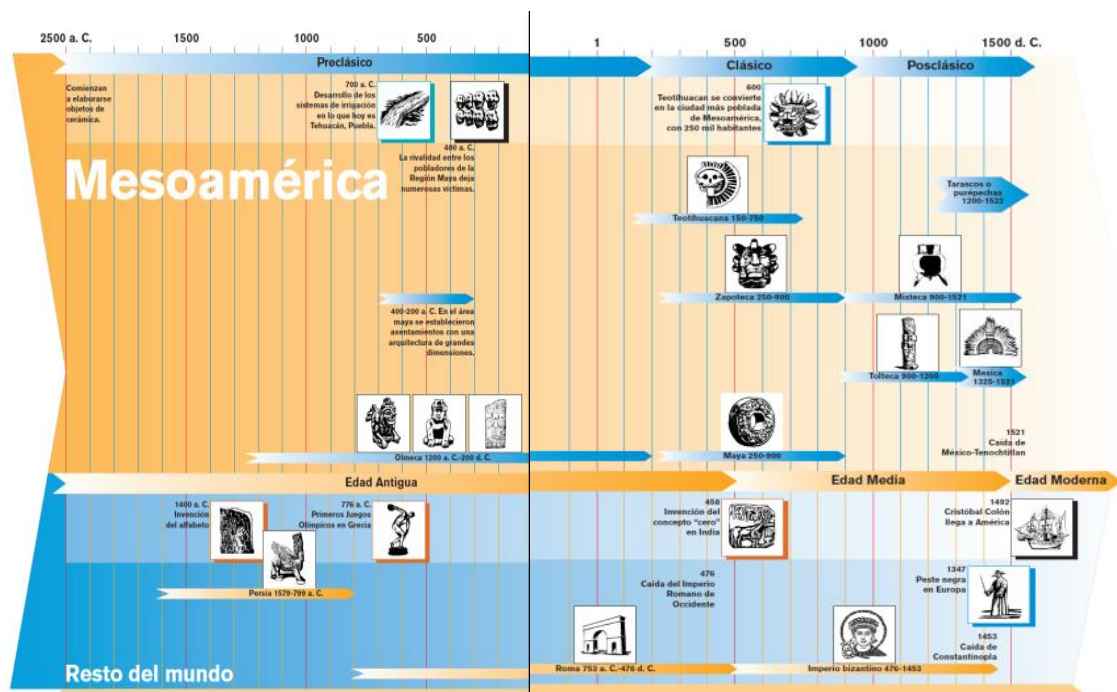 2500 a. C.
1500
1000
500
1
500
1000
1500 d. C.
Preclásico
Clásico
Posclásico
Comienzan
a elaborarse
objetos de
cerámica.
700 a. C.
Desarrollo de los
sistemas de irrigación
en lo que hoy es
Tehuacán, Puebla.
400 a. C.
La rivalidad entre los
pobladores de la
Región Maya deja
numerosas víctimas.
600
Teotihuacan se convierte
en la ciudad más poblada
de Mesoamérica,
con 250 mil habitantes
Mesoamérica
Tarascos o
purépechas
1200-1522
Teotihuacana 150-750
Zapoteca 250-900
Mixteca 900-1521
400-200 a. C. En el área
maya se establecieron
asentamientos con una
arquitectura de grandes
dimensiones.
Tolteca 900-1200
Mexica
1325-1521
Olmeca 1200 a. C.-200 d. C.
Maya 250-900
1521
Caída de
México-Tenochtitlan
Edad Antigua
Edad Media
Edad Moderna
1400 a. C.
Invención
del alfabeto
776 a. C.
Primeros Juegos
Olímpicos en Grecia
458
Invención del
concepto "cero"
en India
1492
Cristóbal Colón
llega a América
Persia 1579-799 a. C.
476
Caída del Imperio
Romano de
Occidente
1347
Peste negra
en Europa
1453
Caída de
Constantinopla
Resto del mundo
Roma 753 a. C.-476 d. C.
Imperio bizantino 476-1453